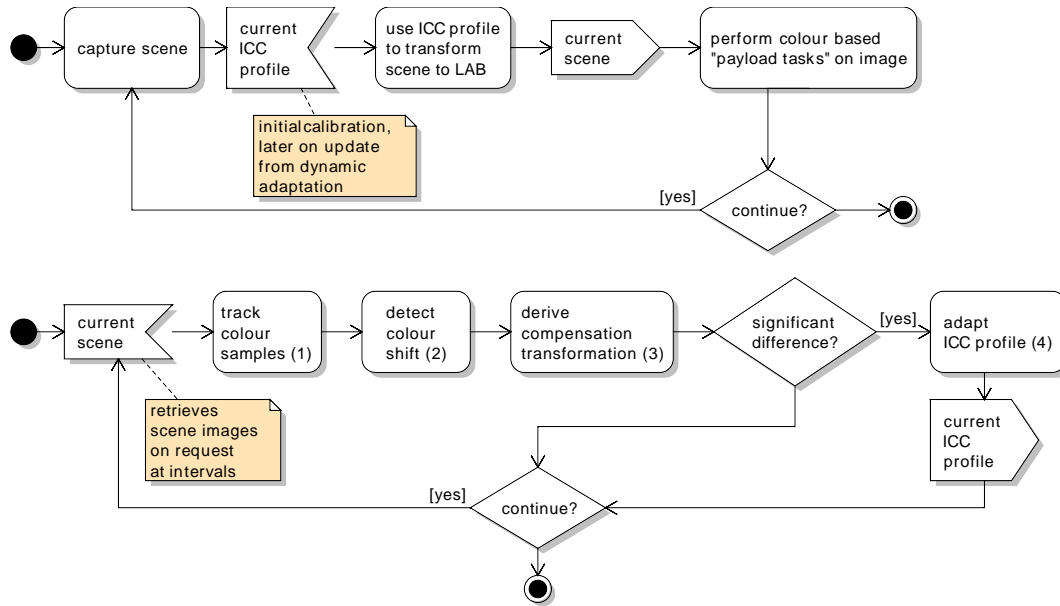 capture scene
current
ICC
profile
use ICC profile
to transform
scene to LAB
current
scene
perform colour based
"payload tasks" on image
initialcalibration,
later on update
from dynamic
adaptation
[yes]
continue?
current
scene
track
colour
samples (1)
detect
colour
shift (2)
derive
compensation
transformation (3)
significant
difference?
[yes]
adapt
ICC profile (4)
retrieves
scene images
on request
at intervals
current
ICC
profile
[yes]
continue?